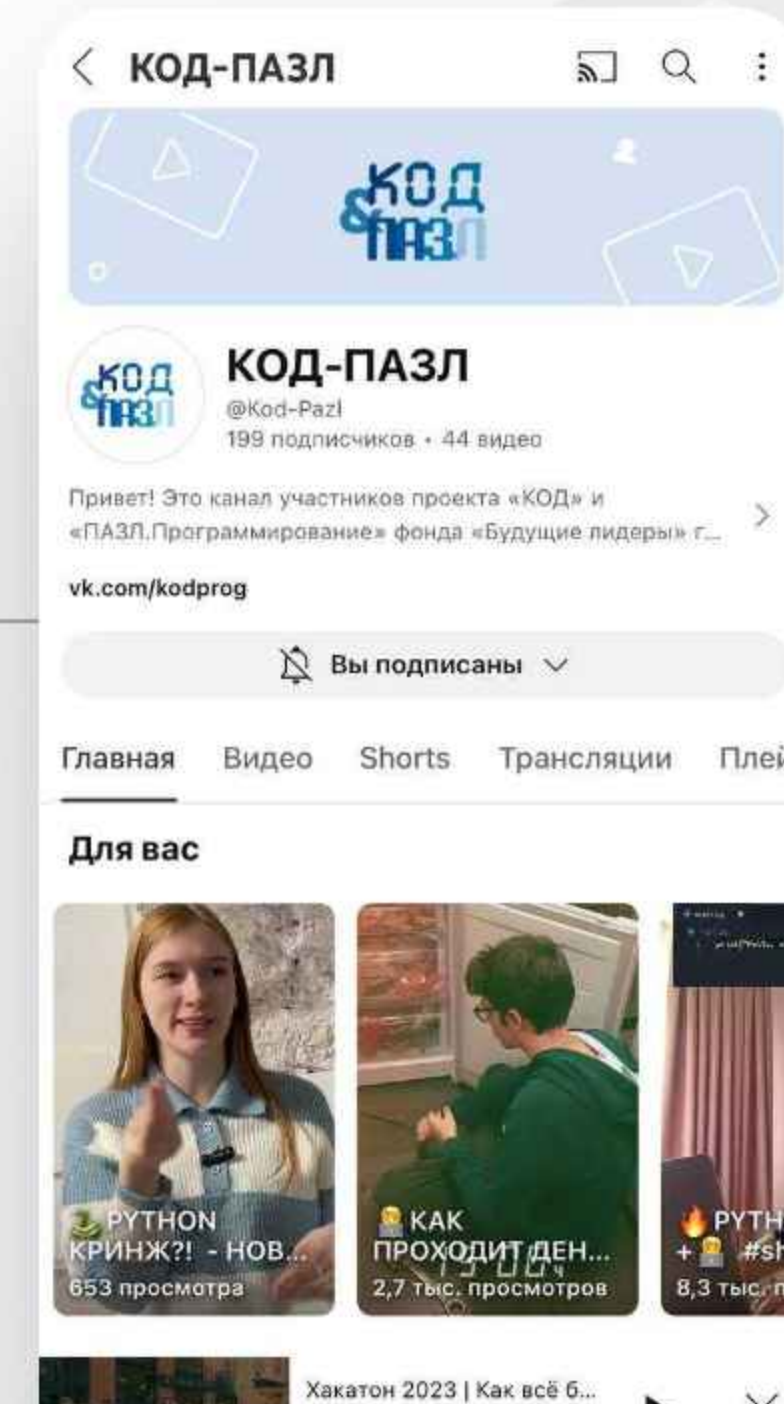 КОД-ПАЗЛ
КОД
&ПАЗЛ
КОД
&ПАЗЛ
КОД-ПАЗЛ
@Kod-Pazl
199 подписчиков • 44 видео
Привет! Это канал участников проекта «КОД» и
«ПАЗЛ.Программирование» фонда «Будущие лидеры» г...
vk.com/kodprog
Вы подписаны
Главная Видео Shorts Трансляции Плей
Для вас
🐍 PYTHON
КРИНЖ?! - НОВ...
653 просмотра
КАК
ПРОХОДИТ ДЕН...
2,7 тыс. просмотров
🔥 PYTH
+ #sh
8,3 тыс. п
Хакатон 2023 | Как всё б...